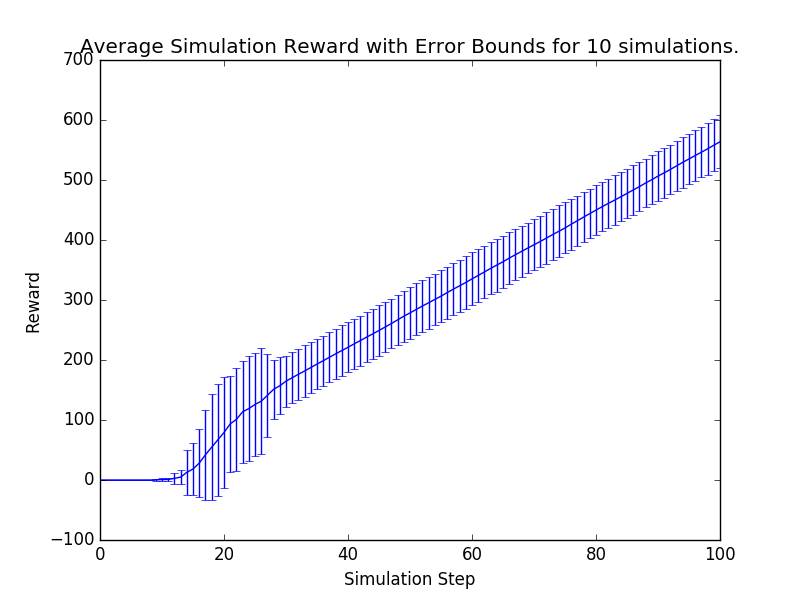 Average Simulation Reward with Error Bounds for 10 simulations.
700
600
500
400
300
200
100
0
−100
0 20 40 60 80 100
Reward
Simulation Step